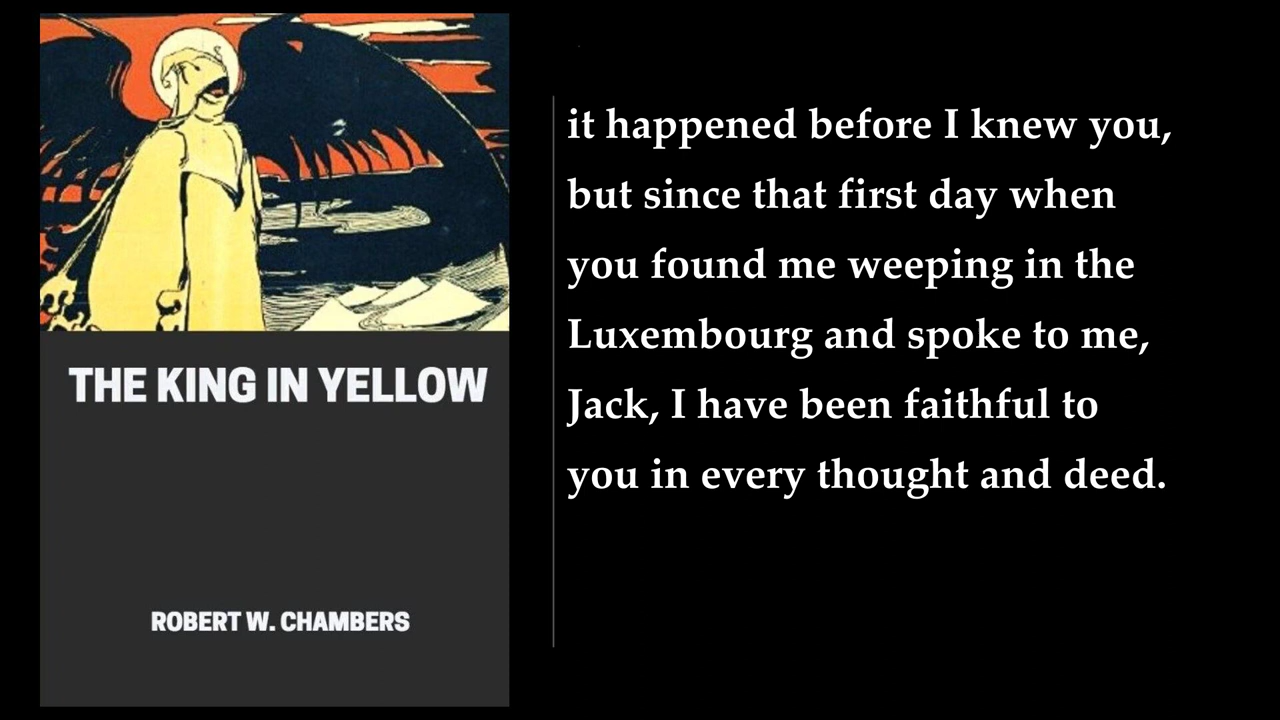 THE KING IN YELLOW
ROBERT W. CHAMBERS
it happened before I knew you,
but since that first day when
you found me weeping in the
Luxembourg and spoke to me,
Jack, I have been faithful to
you in every thought and deed.